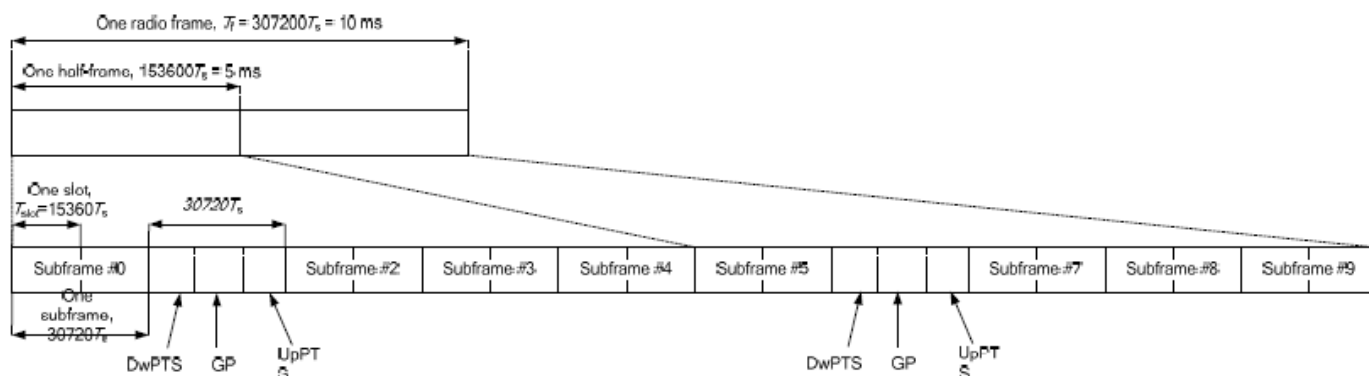 One radio frame, Tf = 307200Ts = 10 ms
One half-frame, 153600Ts = 5 ms
One slot,
Tslot=15360Ts
30720Ts
Subframe #0
Subframe #2
Subframe #3
Subframe #4
Subframe #5
Subframe #7
Subframe #8
Subframe #9
One
subframe,
30720Ts
DwPTS
GP
UpPT
S
DwPTS
GP
UpPT
S